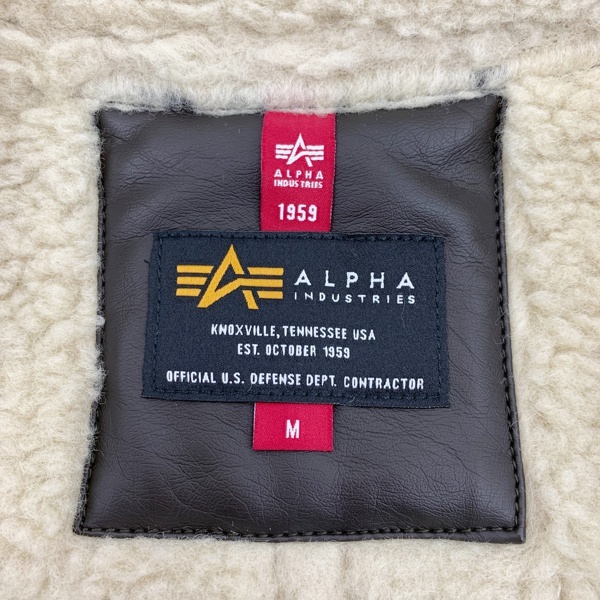 ALPHA
INDUSTRIES
1959
ALPHA
INDUSTRIES
KNOXVILLE, TENNESSEE USA
EST. OCTOBER 1959
OFFICIAL U.S. DEFENSE DEPT. CONTRACTOR
M